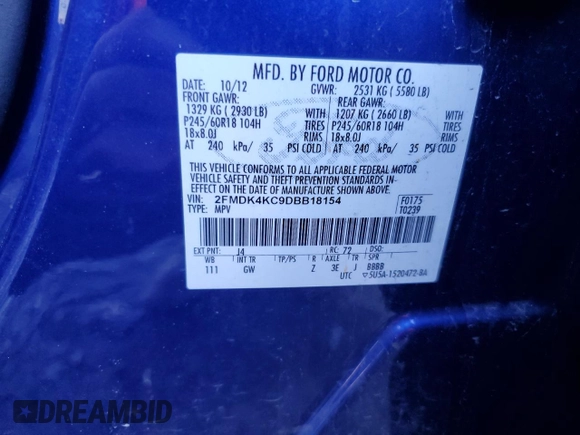 MFD. BY FORD MOTOR CO.
DATE: 10/12 GVWR: 2531 KG ( 5580 LB)
FRONT GAWR: REAR GAWR:
1329 KG ( 2930 LB) WITH 1207 KG ( 2660 LB) WITH
P245/60R18 104H TIRES P245/60R18 104H TIRES
18x8.0J RIMS 18x8.0J RIMS
AT 240 kPa/ 35 PSI COLD AT 240 kPa/ 35 PSI COLD
THIS VEHICLE CONFORMS TO ALL APPLICABLE FEDERAL MOTOR
VEHICLE SAFETY AND THEFT PREVENTION STANDARDS IN EFFECT
ON THE DATE OF MANUFACTURE SHOWN ABOVE.
VIN: 2FMDK4KC9DBB18154 F0175
TYPE: MPV T0239
EXT PNT: J4 RC: 72 DSO:
WB INT TR TP/PS R AXLE TR SPR
111 GW Z 3E J BBBB
UTC ▽5U5A-1520472-BA
DREAMBID